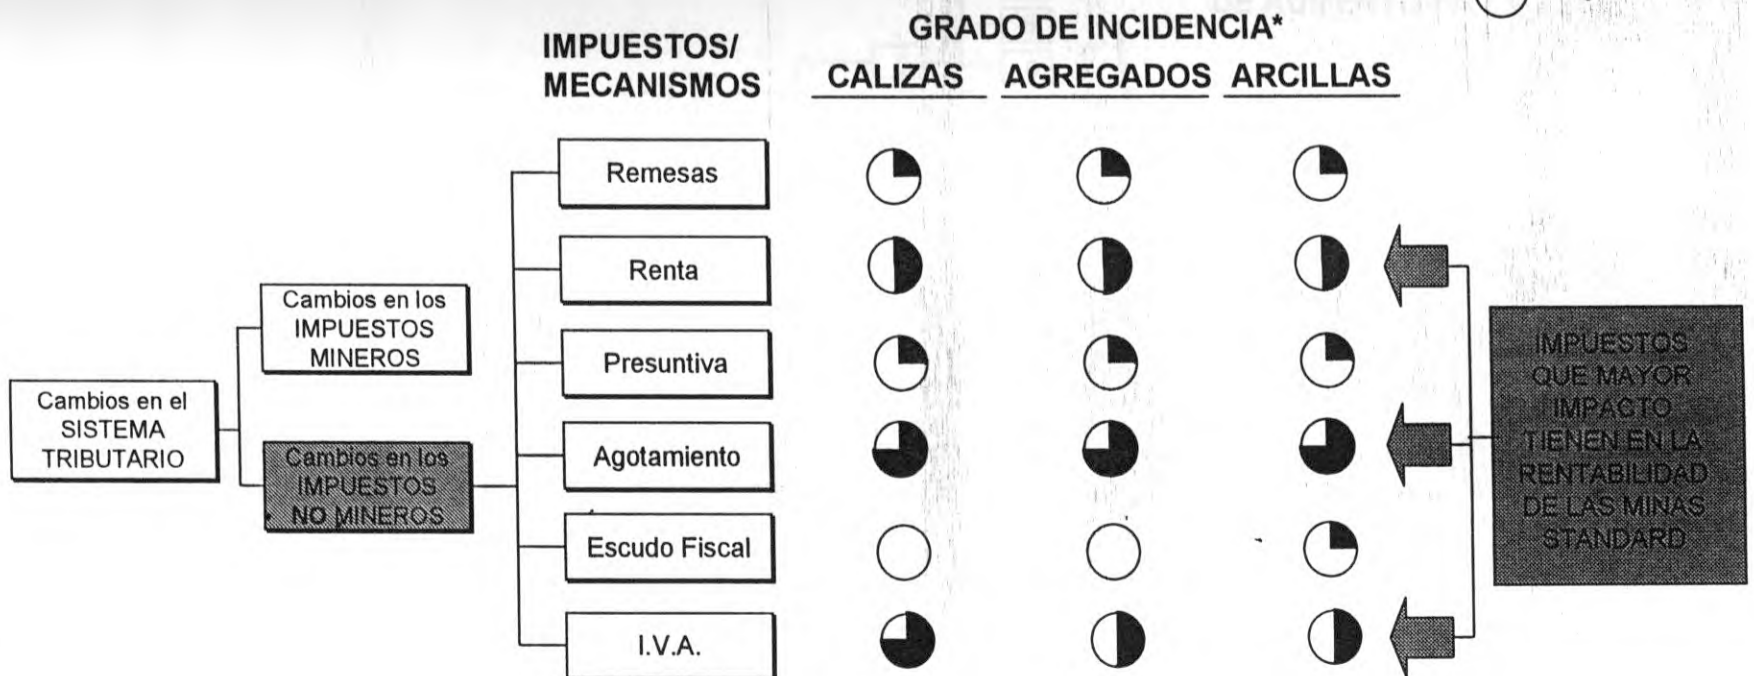 GRADO DE INCIDENCIA*
IMPUESTOS/
MECANISMOS
CALIZAS
AGREGADOS
ARCILLAS
Remesas
Renta
Presuntiva
Agotamiento
Escudo Fiscal
I.V.A.
Cambios en los
IMPUESTOS
MINEROS
Cambios en el
SISTEMA
TRIBUTARIO
Cambios en los
IMPUESTOS
NO MINEROS
IMPUESTOS
QUE MAYOR
IMPACTO
TIENEN EN LA
RENTABILIDAD
DE LAS MINAS
STANDARD